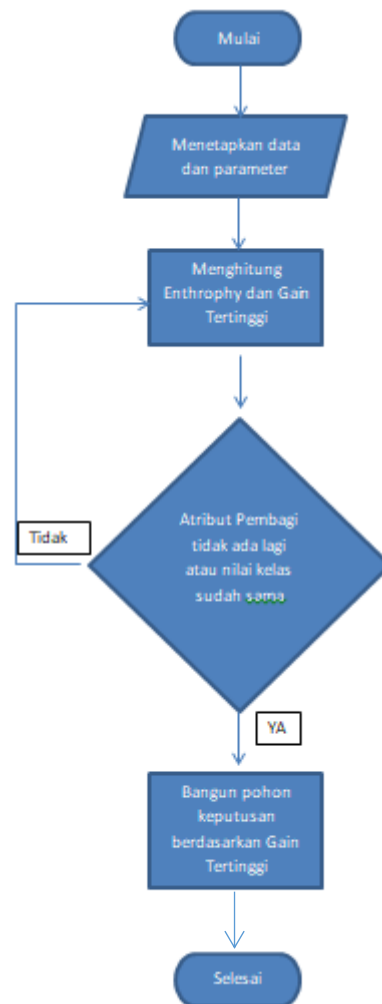 Mulai
Menetapkan data
dan parameter
Menghitung
Enthrophy dan Gain
Tertinggi
Atribut Pembagi
tidak ada lagi
atau nilai kelas
sudah sama
Tidak
YA
Bangun pohon
keputusan
berdasarkan Gain
Tertinggi
Selesai